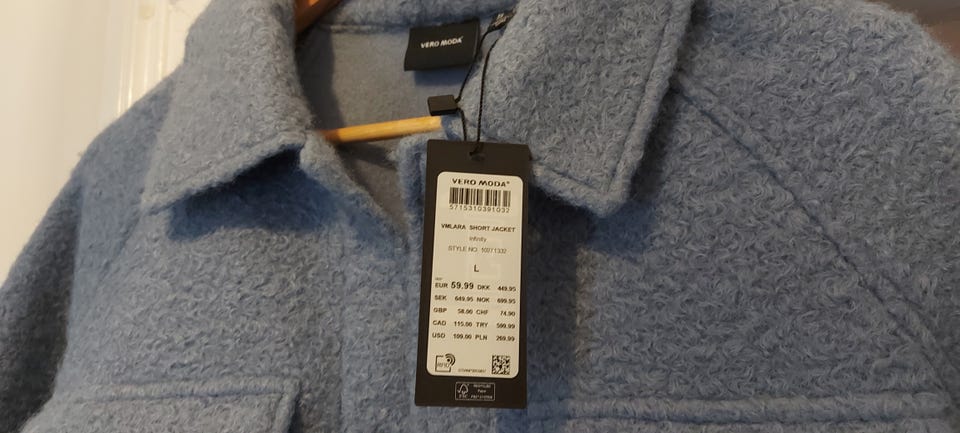 VERO MODA
VERO MODA®
5715310391032
VMLARA SHORT JACKET
Infinity
STYLE NO. 10271332
L
EUR 59.99 DKK 449.95
SEK 649.95 NOK 699.95
GBP 58.00 CHF 74.90
CAD 115.00 TRY 599.99
USD 109.00 PLN 269.99
RFID
FSC